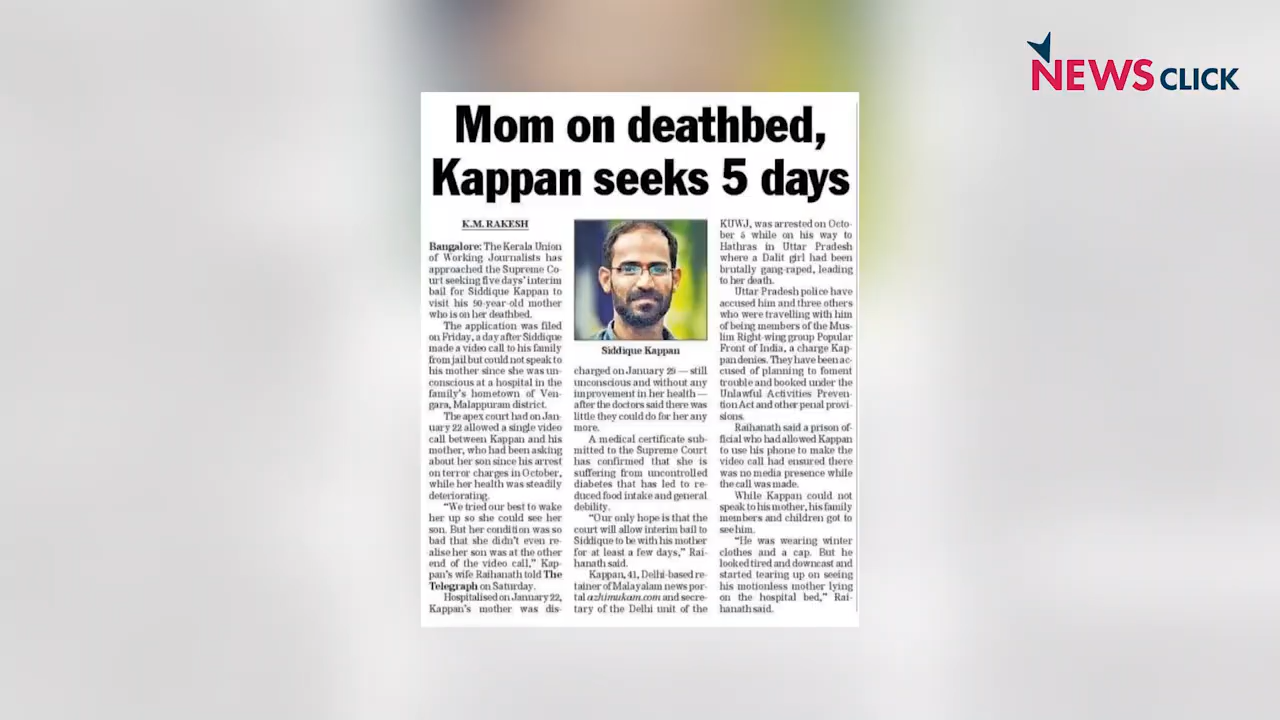 NEWS CLICK
Mom on deathbed,
Kappan seeks 5 days
K.M. RAKESH
Bangalore: The Kerala Union
of Working Journalists has
approached the Supreme Co-
urt seeking five days' interim
bail for Siddique Kappan to
visit his 90-year-old mother
who is on her deathbed.
The application was filed
on Friday, a day after Siddique
made a video call to his family
from jail but could not speak to
his mother since she was un-
conscious at a hospital in the
family's hometown of Ven-
gara, Malappuram district.
The apex court had on Jan-
uary 22 allowed a single video
call between Kappan and his
mother, who had been asking
about her son since his arrest
on terror charges in October,
while her health was steadily
deteriorating.
"We tried our best to wake
her up so she could see her
son. But her condition was so
bad that she didn't even re-
alise her son was at the other
end of the video call," Kap-
pan's wife Raihanath told The
Telegraph on Saturday.
Hospitalised on January 22,
Kappan's mother was dis-
Siddique Kappan
charged on January 29 — still
unconscious and without any
improvement in her health —
after the doctors said there was
little they could do for her any
more.
A medical certificate sub-
mitted to the Supreme Court
has confirmed that she is
suffering from uncontrolled
diabetes that has led to re-
duced food intake and general
debility.
"Our only hope is that the
court will allow interim bail to
Siddique to be with his mother
for at least a few days," Rai-
hanath said.
Kappan, 41, Delhi-based re-
tainer of Malayalam news por-
tal azhimukam.com and secre-
tary of the Delhi unit of the
KUWJ, was arrested on Octo-
ber 5 while on his way to
Hathras in Uttar Pradesh
where a Dalit girl had been
brutally gang-raped, leading
to her death.
Uttar Pradesh police have
accused him and three others
who were travelling with him
of being members of the Mus-
lim Right-wing group Popular
Front of India, a charge Kap-
pan denies. They have been ac-
cused of planning to foment
trouble and booked under the
Unlawful Activities Preven-
tion Act and other penal provi-
sions.
Raihanath said a prison of-
ficial who had allowed Kappan
to use his phone to make the
video call had ensured there
was no media presence while
the call was made.
While Kappan could not
speak to his mother, his family
members and children got to
see him.
"He was wearing winter
clothes and a cap. But he
looked tired and downcast and
started tearing up on seeing
his motionless mother lying
on the hospital bed," Rai-
hanath said.